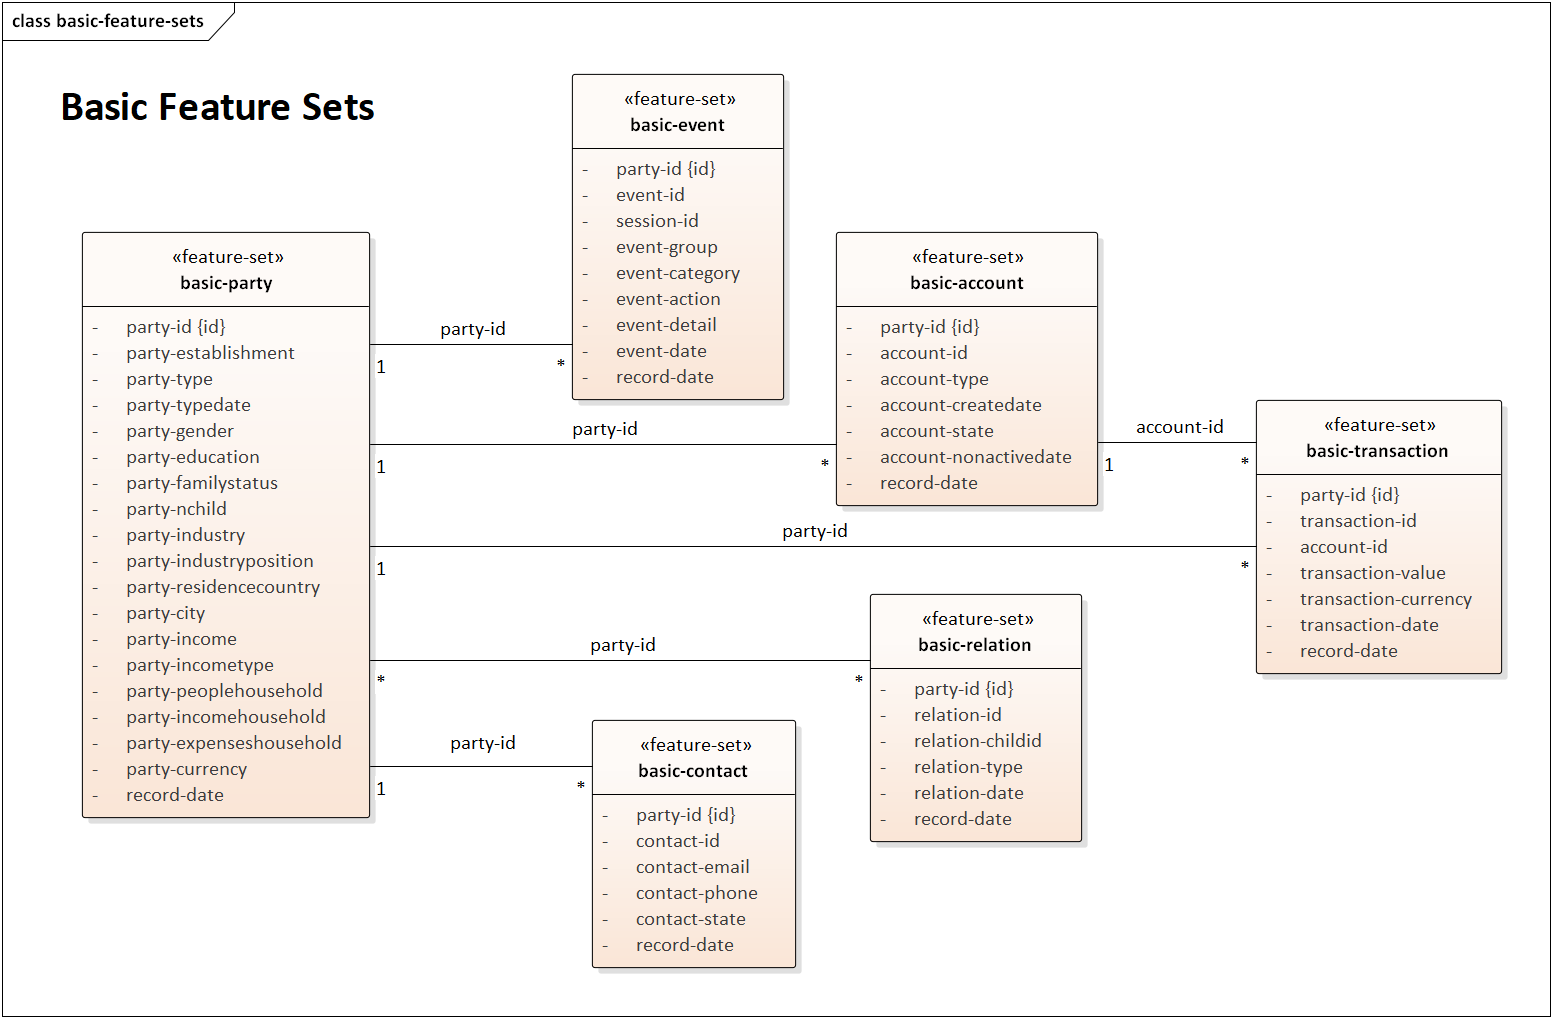 class basic-feature-sets
Basic Feature Sets
«feature-set»
basic-event
- party-id {id}
- event-id
- session-id
- event-group
- event-category
- event-action
- event-detail
- event-date
- record-date
«feature-set»
basic-party
- party-id {id}
- party-establishment
- party-type
- party-typedate
- party-gender
- party-education
- party-familystatus
- party-nchild
- party-industry
- party-industryposition
- party-residencecountry
- party-city
- party-income
- party-incometype
- party-peoplehousehold
- party-incomehousehold
- party-expenseshousehold
- party-currency
- record-date
«feature-set»
basic-account
- party-id {id}
- account-id
- account-type
- account-createdate
- account-state
- account-nonactivedate
- record-date
«feature-set»
basic-transaction
- party-id {id}
- transaction-id
- account-id
- transaction-value
- transaction-currency
- transaction-date
- record-date
«feature-set»
basic-relation
- party-id {id}
- relation-id
- relation-childid
- relation-type
- relation-date
- record-date
«feature-set»
basic-contact
- party-id {id}
- contact-id
- contact-email
- contact-phone
- contact-state
- record-date
party-id
1 *
party-id
1 *
account-id
1 *
party-id
1 *
party-id
* *
party-id
1 *